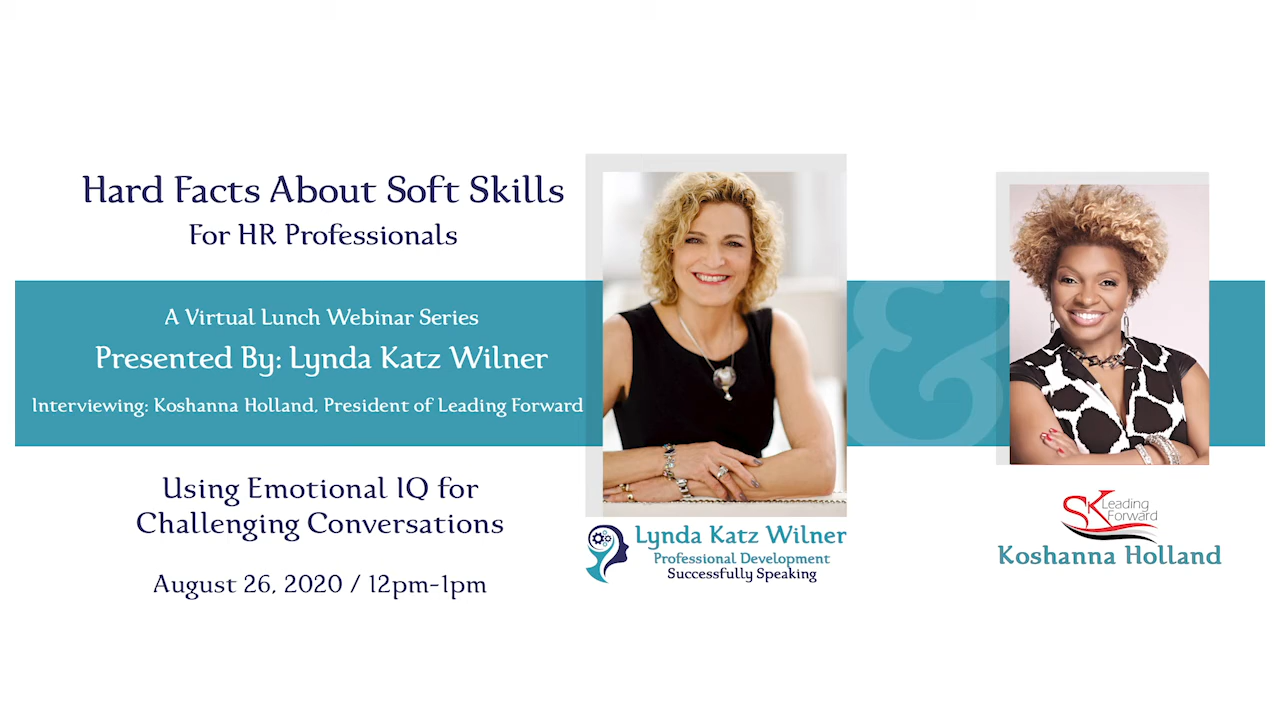 Hard Facts About Soft Skills
For HR Professionals
A Virtual Lunch Webinar Series
Presented By: Lynda Katz Wilner
Interviewing: Koshanna Holland, President of Leading Forward
Using Emotional IQ for
Challenging Conversations
August 26, 2020 / 12pm-1pm
&
Lynda Katz Wilner
Professional Development
Successfully Speaking
SK Leading
Forward
Koshanna Holland